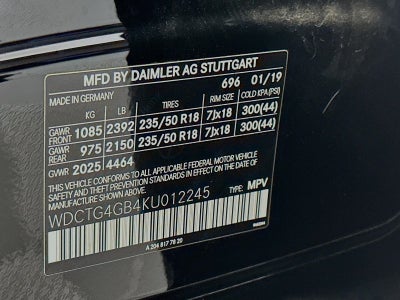 MFD BY DAIMLER AG STUTTGART
MADE IN GERMANY 696 01/19
KG LB TIRES RIM SIZE COLD KPA(PSI)
GAWR FRONT 1085 2392 235/50 R18 7Jx18 300(44)
GAWR REAR 975 2150 235/50 R18 7Jx18 300(44)
GWR 2025 4464
THIS VEHICLE CONFORMS TO ALL APPLICABLE FEDERAL MOTOR VEHICLE
SAFETY AND THEFT PREVENTION STANDARDS IN EFFECT ON THE DATE OF MANUFACTURE SHOWN ABOVE.
WDCTG4GB4KU012245 TYPE: MPV
A 204 817 78 20